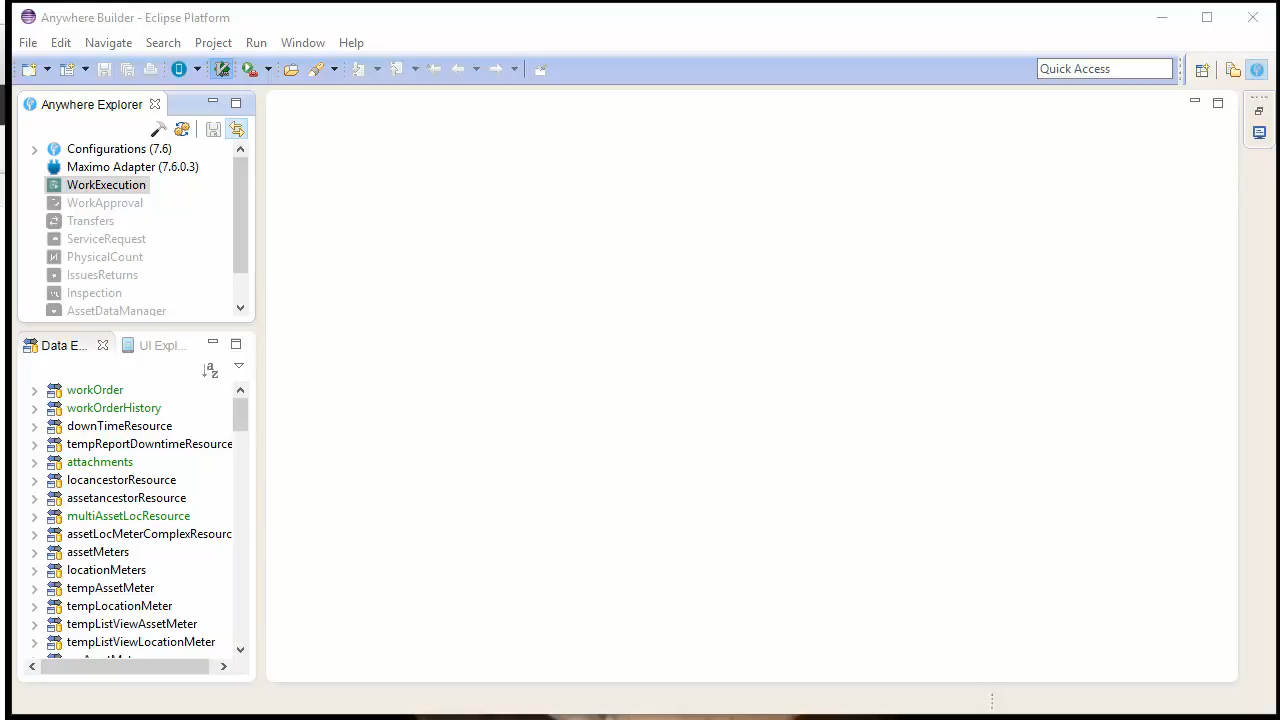 Anywhere Builder - Eclipse Platform
File Edit Navigate Search Project Run Window Help
Quick Access
Anywhere Explorer
Configurations (7.6)
Maximo Adapter (7.6.0.3)
WorkExecution
WorkApproval
Transfers
ServiceRequest
PhysicalCount
IssuesReturns
Inspection
AssetDataManager
Data E... UI Expl...
workOrder
workOrderHistory
downTimeResource
tempReportDowntimeResource
attachments
locancestorResource
assetancestorResource
multiAssetLocResource
assetLocMeterComplexResourc
assetMeters
locationMeters
tempAssetMeter
tempLocationMeter
tempListViewAssetMeter
tempListViewLocationMeter